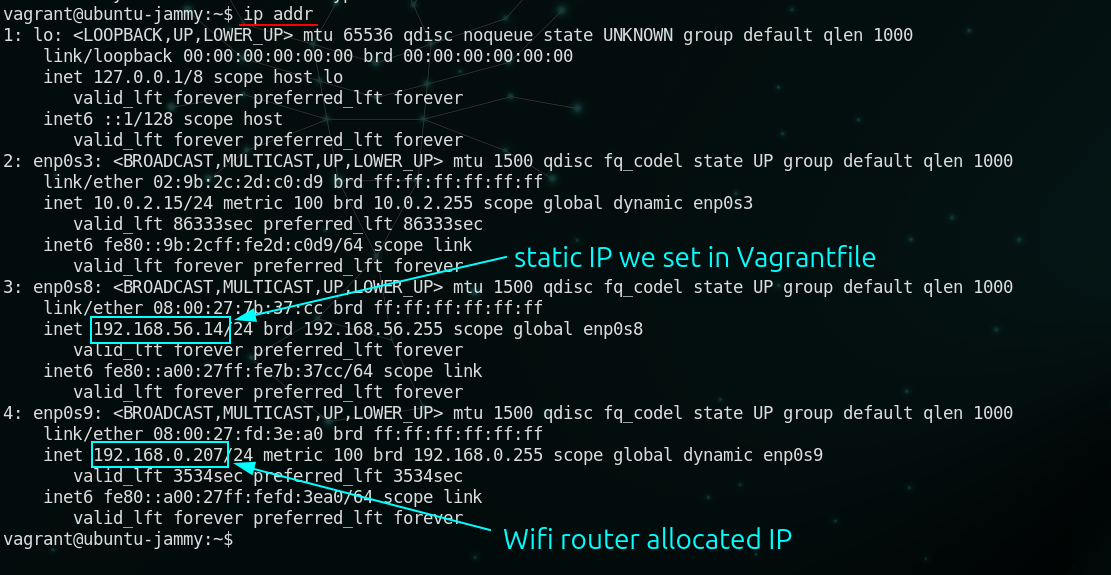 vagrant@ubuntu-jammy:~$ ip addr
1: lo: <LOOPBACK,UP,LOWER_UP> mtu 65536 qdisc noqueue state UNKNOWN group default qlen 1000
link/loopback 00:00:00:00:00:00 brd 00:00:00:00:00:00
inet 127.0.0.1/8 scope host lo
valid_lft forever preferred_lft forever
inet6 ::1/128 scope host
valid_lft forever preferred_lft forever
2: enp0s3: <BROADCAST,MULTICAST,UP,LOWER_UP> mtu 1500 qdisc fq_codel state UP group default qlen 1000
link/ether 02:9b:2c:2d:c0:d9 brd ff:ff:ff:ff:ff:ff
inet 10.0.2.15/24 metric 100 brd 10.0.2.255 scope global dynamic enp0s3
valid_lft 86333sec preferred_lft 86333sec
inet6 fe80::9b:2cff:fe2d:c0d9/64 scope link
valid_lft forever preferred_lft forever
static IP we set in Vagrantfile
3: enp0s8: <BROADCAST,MULTICAST,UP,LOWER_UP> mtu 1500 qdisc fq_codel state UP group default qlen 1000
link/ether 08:00:27:7b:37:cc brd ff:ff:ff:ff:ff:ff
inet 192.168.56.14/24 brd 192.168.56.255 scope global enp0s8
valid_lft forever preferred_lft forever
inet6 fe80::a00:27ff:fe7b:37cc/64 scope link
valid_lft forever preferred_lft forever
4: enp0s9: <BROADCAST,MULTICAST,UP,LOWER_UP> mtu 1500 qdisc fq_codel state UP group default qlen 1000
link/ether 08:00:27:fd:3e:a0 brd ff:ff:ff:ff:ff:ff
inet 192.168.0.207/24 metric 100 brd 192.168.0.255 scope global dynamic enp0s9
valid_lft 3534sec preferred_lft 3534sec
inet6 fe80::a00:27ff:fefd:3ea0/64 scope link
valid_lft forever preferred_lft forever
vagrant@ubuntu-jammy:~$
Wifi router allocated IP